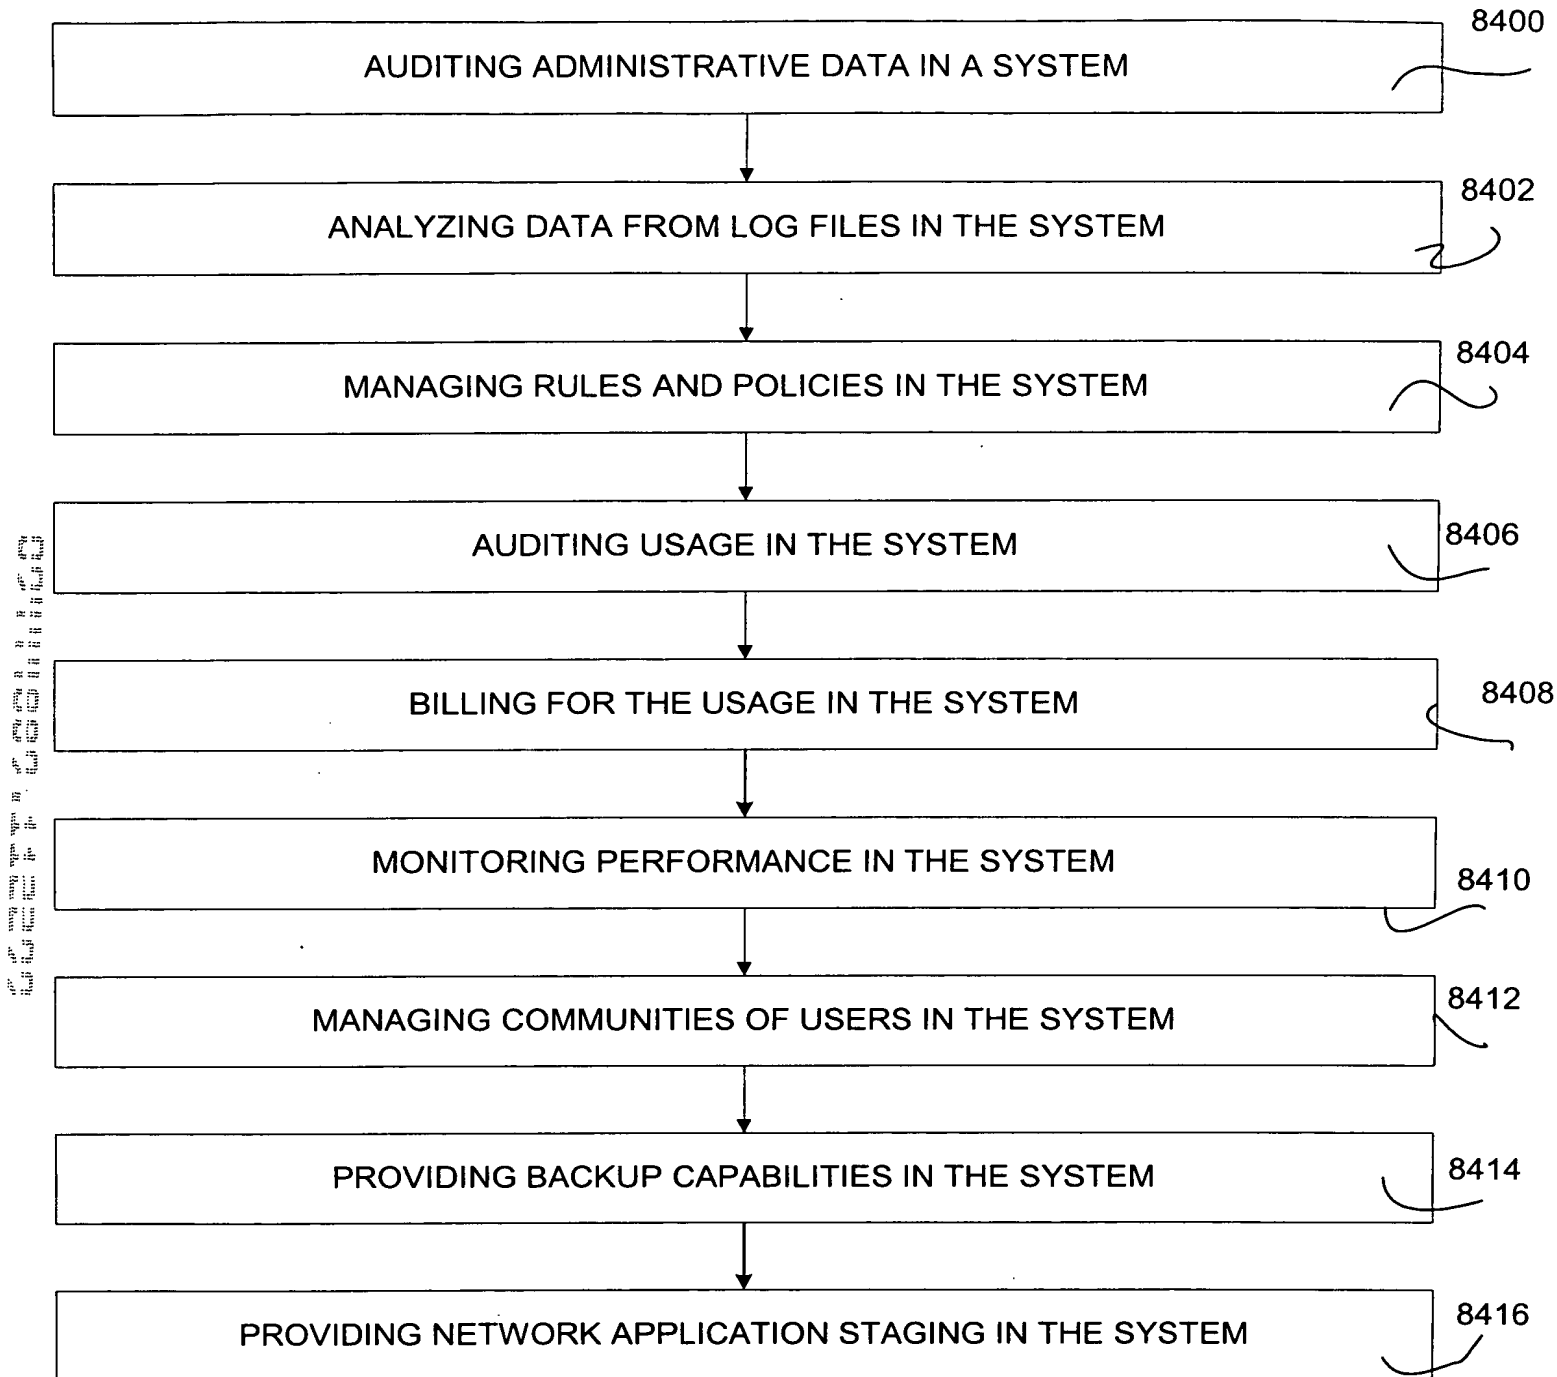 8400
AUDITING ADMINISTRATIVE DATA IN A SYSTEM
8402
ANALYZING DATA FROM LOG FILES IN THE SYSTEM
8404
MANAGING RULES AND POLICIES IN THE SYSTEM
8406
AUDITING USAGE IN THE SYSTEM
8408
BILLING FOR THE USAGE IN THE SYSTEM
MONITORING PERFORMANCE IN THE SYSTEM
8410
8412
MANAGING COMMUNITIES OF USERS IN THE SYSTEM
8414
PROVIDING BACKUP CAPABILITIES IN THE SYSTEM
8416
PROVIDING NETWORK APPLICATION STAGING IN THE SYSTEM